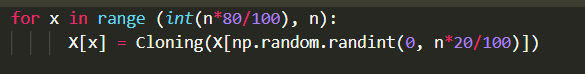 for x in range (int(n*80/100), n):
X[x] = Cloning(X[np.random.randint(0, n*20/100)])